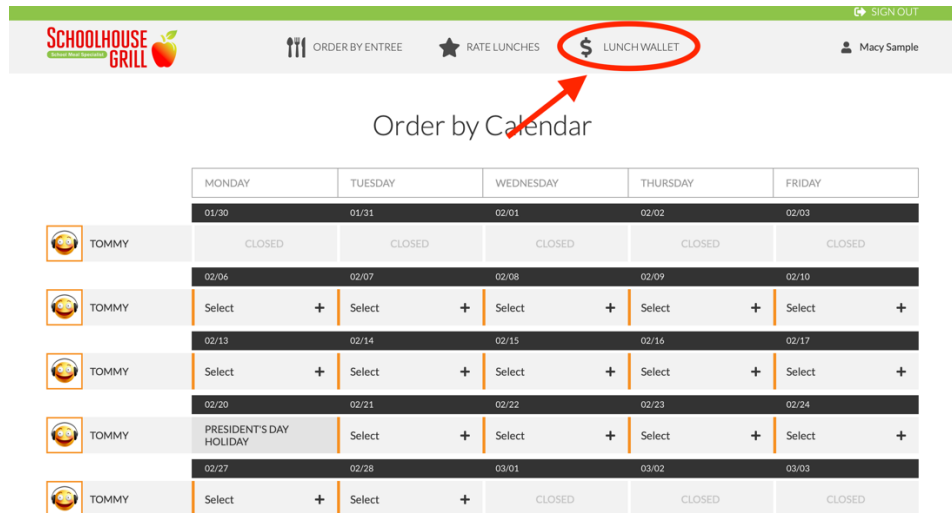 SIGN OUT
SCHOOLHOUSE
School Meal Specialist
GRILL
ORDER BY ENTREE
RATE LUNCHES
$ LUNCH WALLET
Macy Sample
Order by Calendar
MONDAY TUESDAY WEDNESDAY THURSDAY FRIDAY
01/30 01/31 02/01 02/02 02/03
TOMMY CLOSED CLOSED CLOSED CLOSED CLOSED
02/06 02/07 02/08 02/09 02/10
TOMMY Select + Select + Select + Select + Select +
02/13 02/14 02/15 02/16 02/17
TOMMY Select + Select + Select + Select + Select +
02/20 02/21 02/22 02/23 02/24
TOMMY PRESIDENT'S DAY HOLIDAY Select + Select + Select + Select +
02/27 02/28 03/01 03/02 03/03
TOMMY Select + Select + CLOSED CLOSED CLOSED